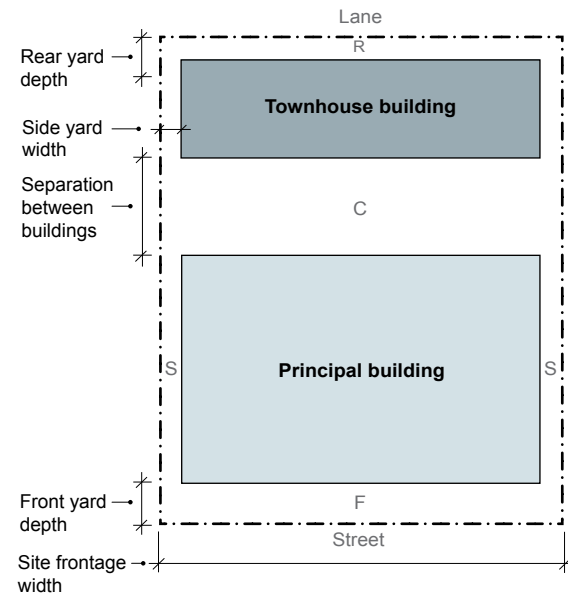 Lane
Rear yard
depth
R
Townhouse building
Side yard
width
Separation
between
buildings
C
S
Principal building
S
Front yard
depth
F
Street
Site frontage
width